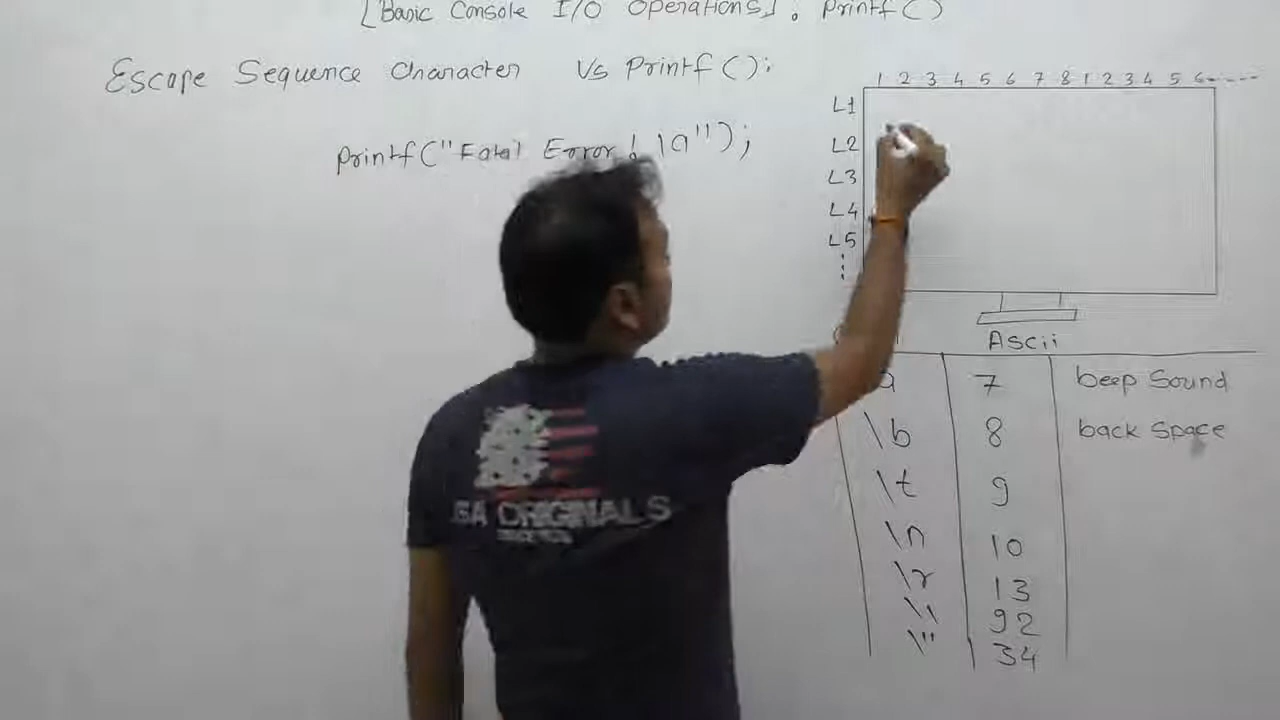 [Basic Console I/O Operations]. Printf()
Escape Sequence Character Vs Printf():
printf("Fatal Error! \a");
1 2 3 4 5 6 7 8 1 2 3 4 5 6 ----
L1
L2
L3
L4
L5
Ascii
a 7 beep Sound
\b 8 back Space
\t 9
\n 10
\r 13
\\ 92
\" 34
ORIGINALS